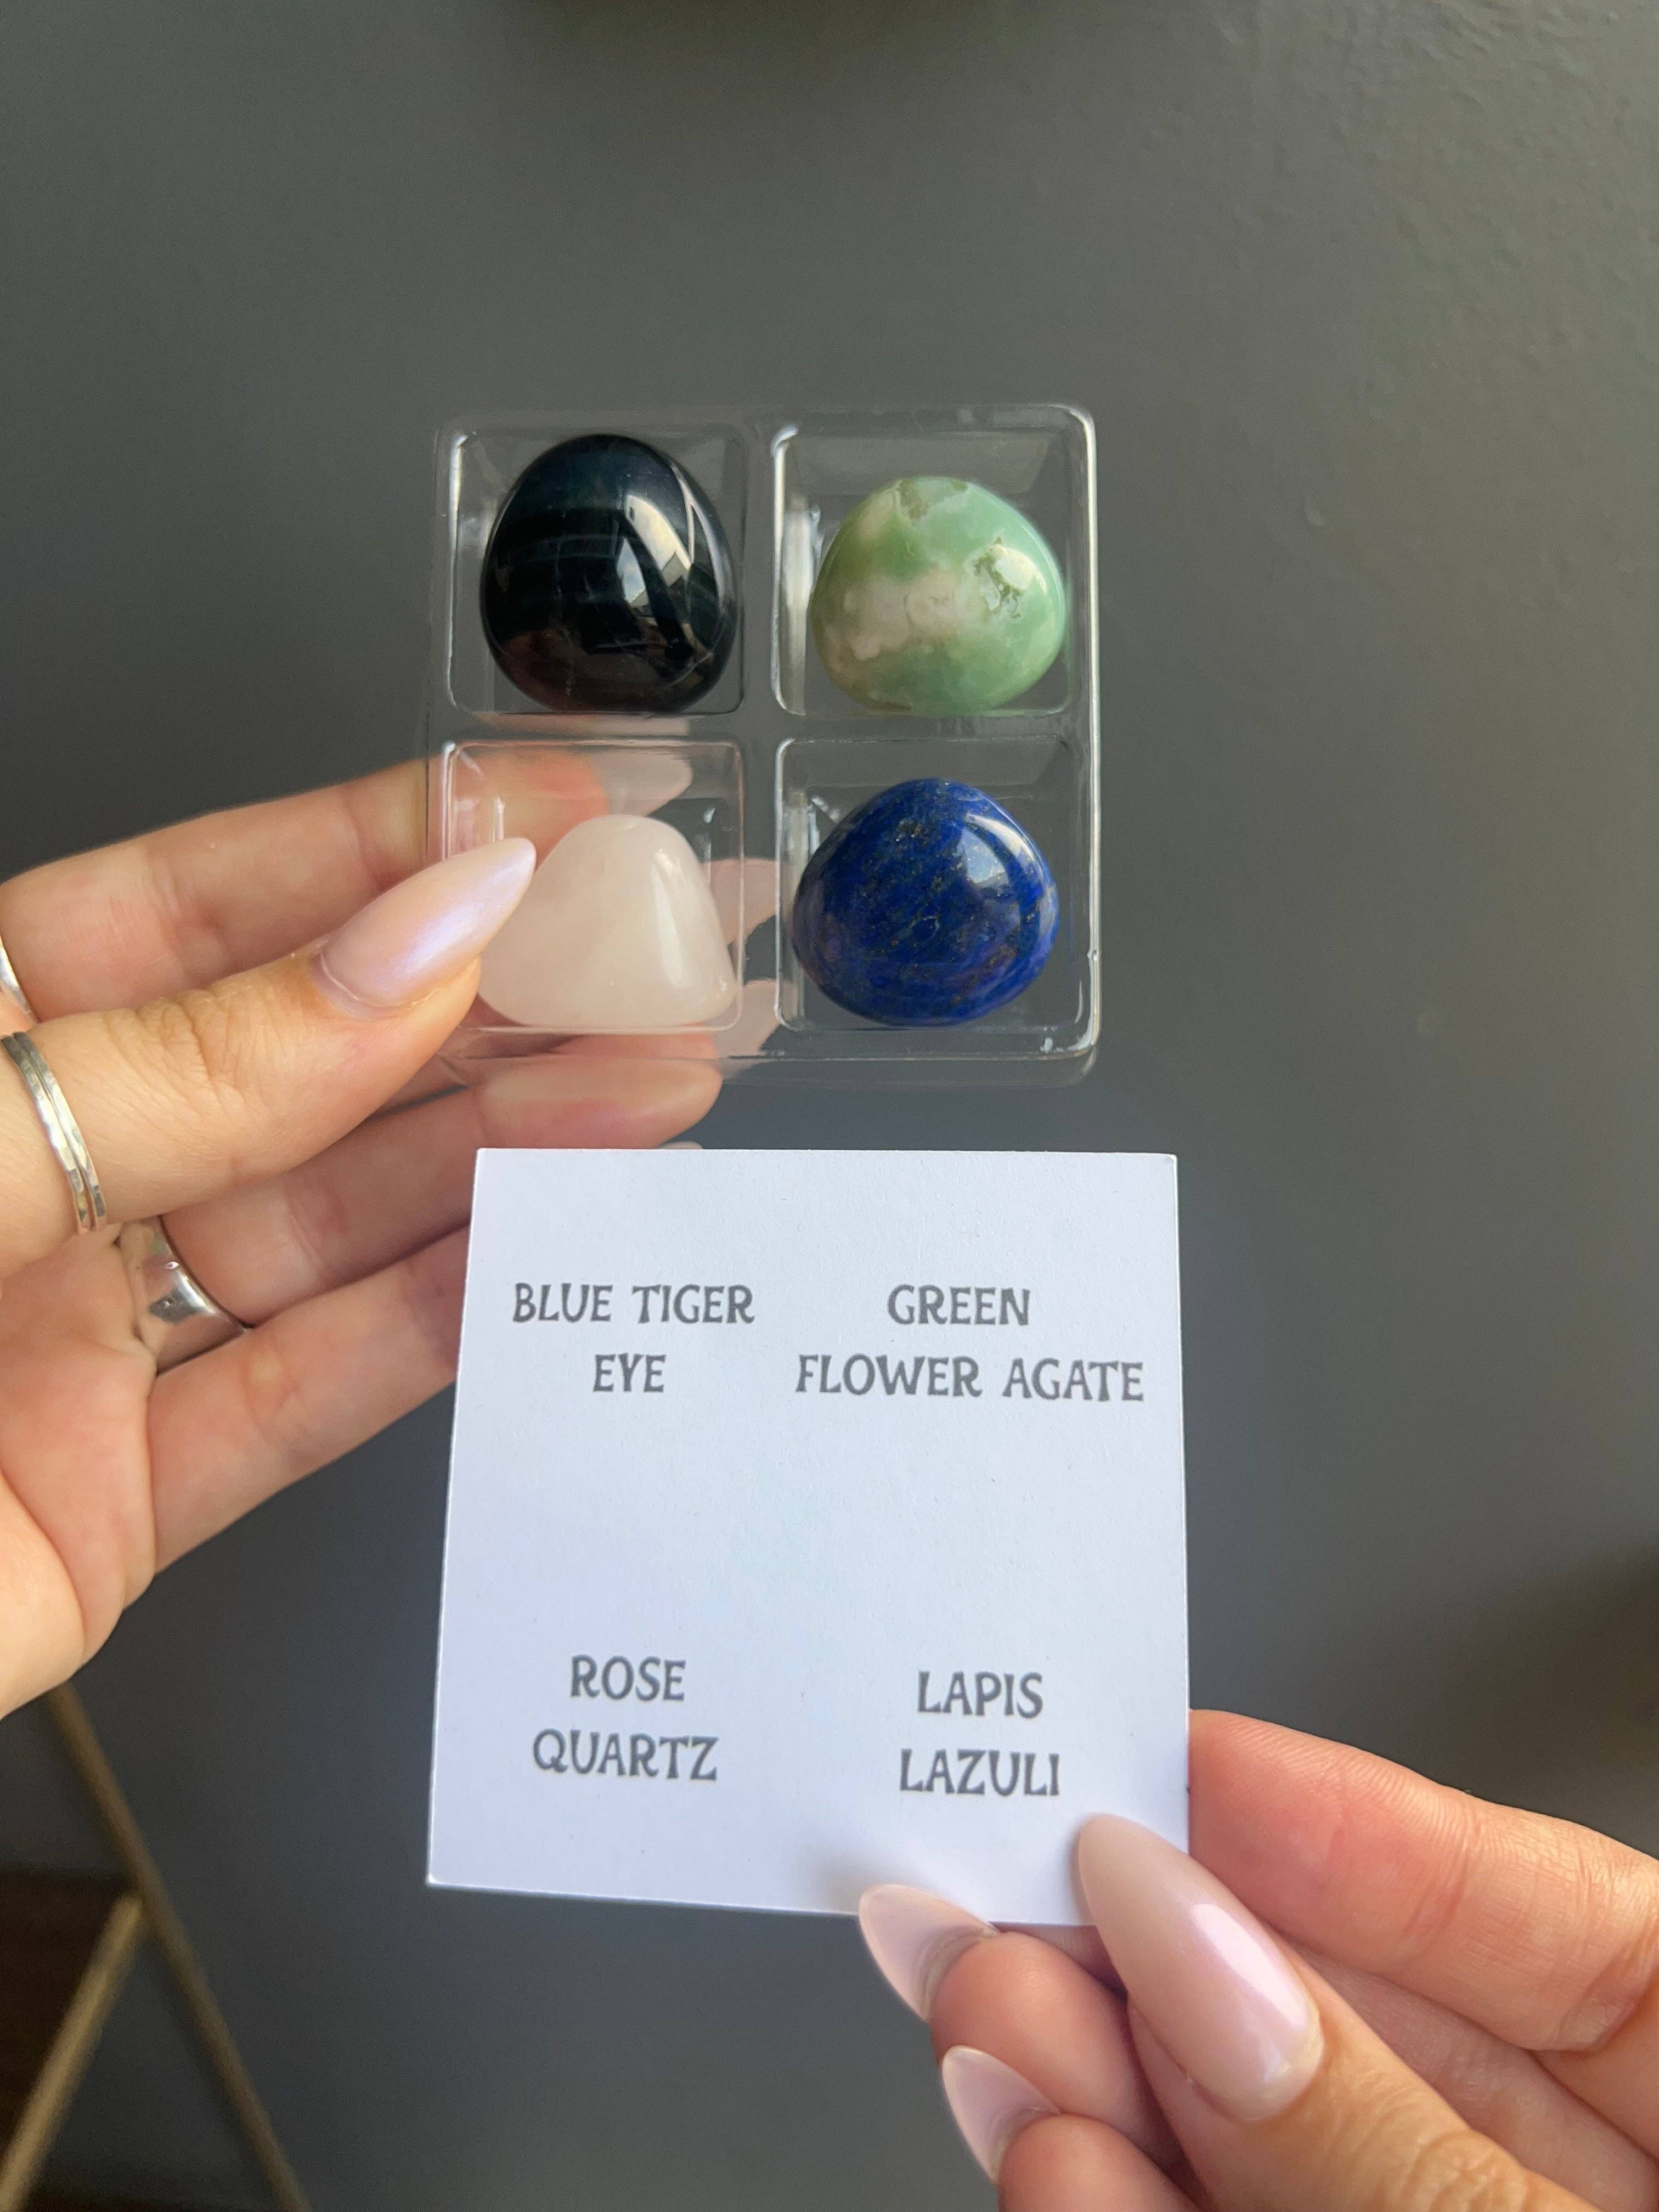 BLUE TIGER
EYE
GREEN
FLOWER AGATE
ROSE
QUARTZ
LAPIS
LAZULI